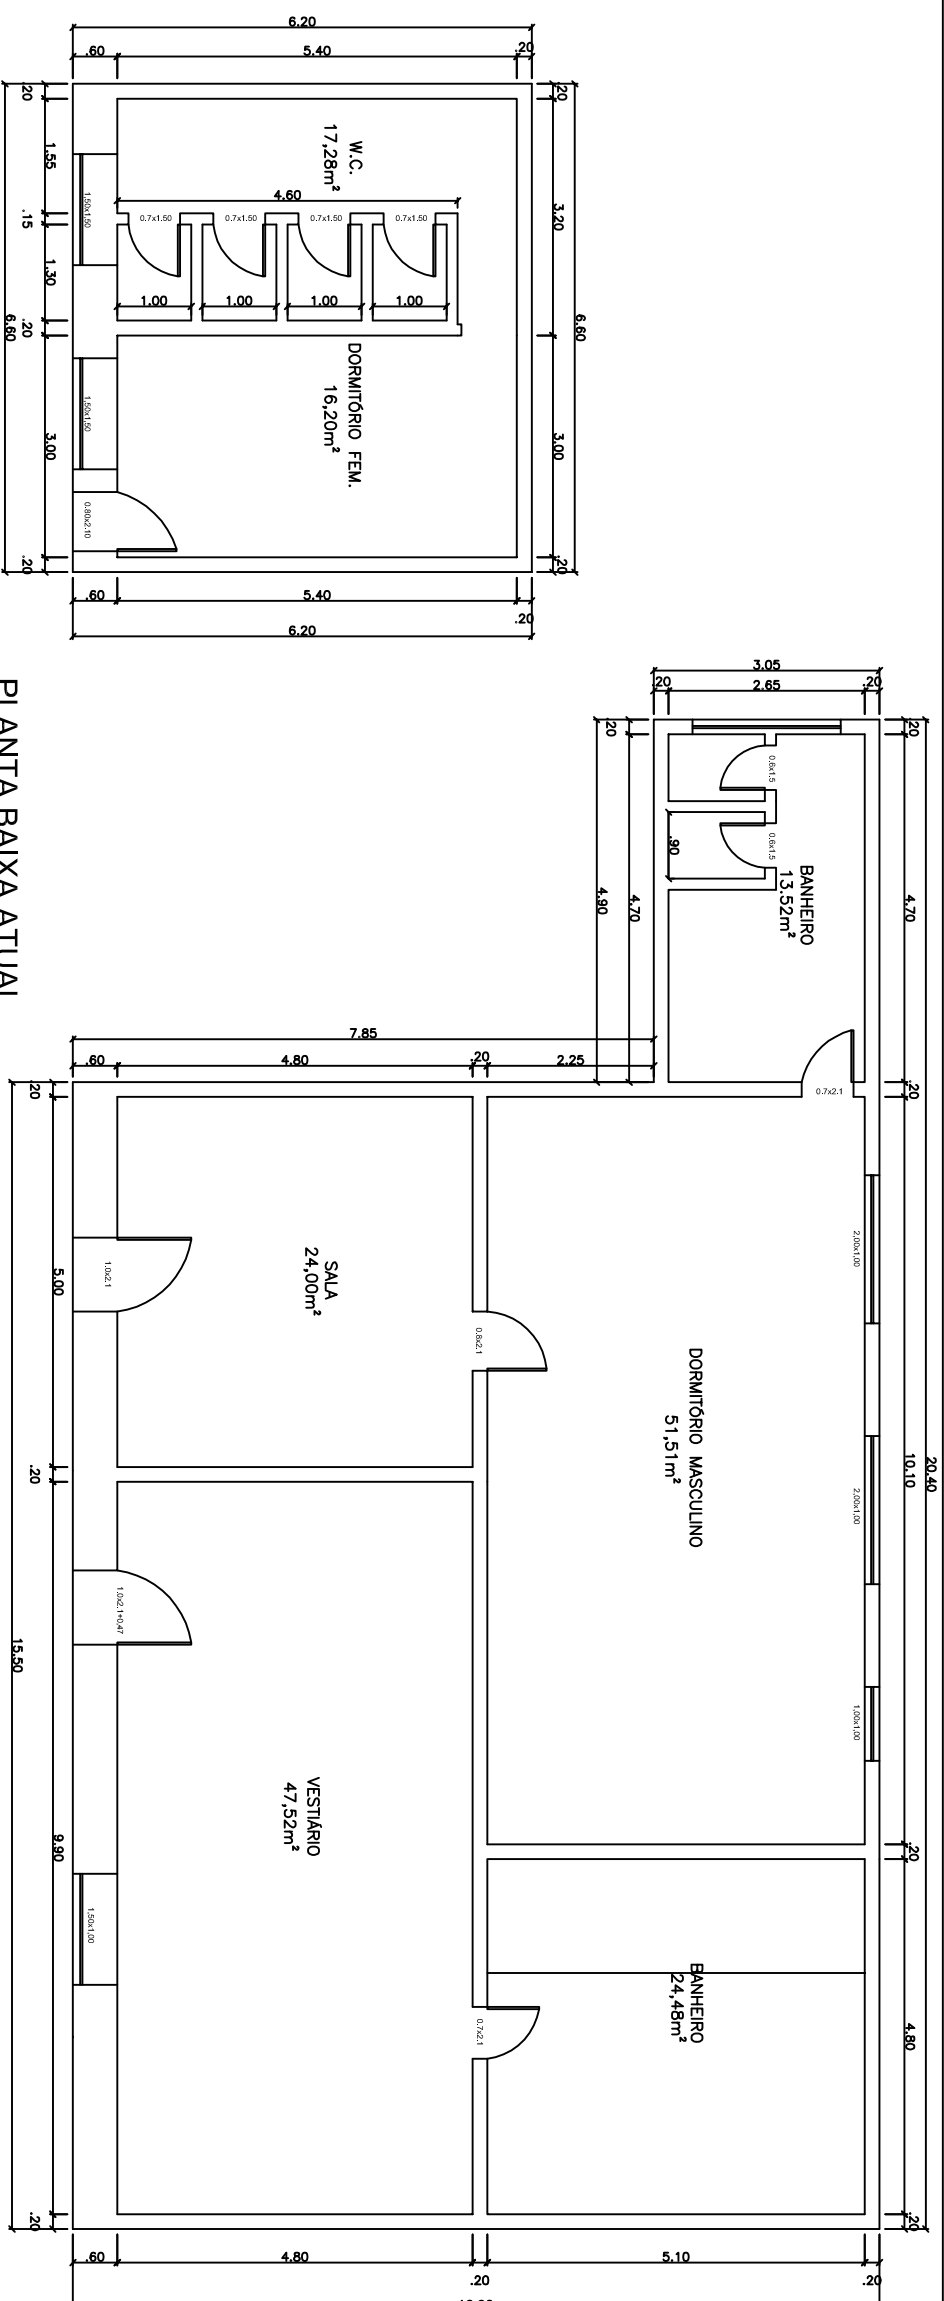 6.20
.60
5.40
.20
.20
1.55
.15
1.30
.20
3.00
.20
6.60
.20
3.20
3.00
.20
6.60
W.C.
17,28m²
4.60
0.7x1.50
0.7x1.50
0.7x1.50
0.7x1.50
1.00
1.00
1.00
1.00
1,50x1,50
1,50x1,50
0.80x2.10
DORMITÓRIO FEM.
16,20m²
.60
5.40
.20
6.20
PLANTA BAIXA ATUAL
3.05
.20
2.65
.20
.20
4.70
4.90
.90
0.6x1.5
0.6x1.5
BANHEIRO
13.52m²
0.7x2.1
.20
4.70
.20
10.10
.20
4.80
.20
20.40
7.85
.60
4.80
.20
2.25
2,00x1,00
2,00x1,00
1,00x1,00
DORMITÓRIO MASCULINO
51,51m²
SALA
24,00m²
1.0x2.1
0.8x2.1
VESTIÁRIO
47,52m²
1.0x2.1+0.47
1,50x1,00
BANHEIRO
24,48m²
0.7x2.1
.20
5.00
.20
9.90
.20
15.50
.60
4.80
.20
5.10
.20